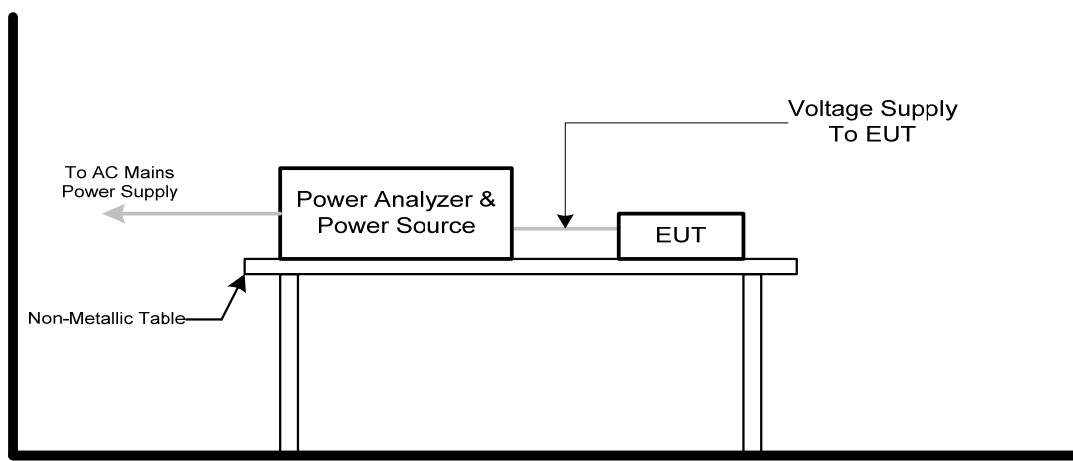 Voltage Supply
To EUT
To AC Mains
Power Supply
Power Analyzer &
Power Source
EUT
Non-Metallic Table